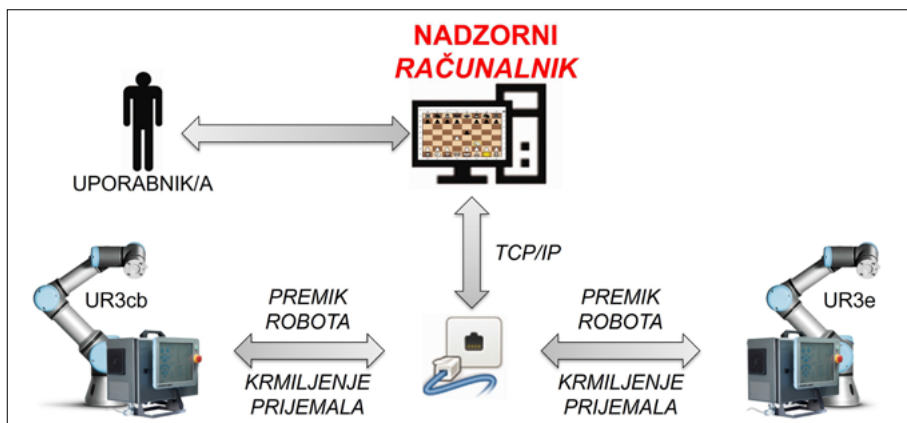 NADZORNI
RAČUNALNIK
UPORABNIK/A
TCP/IP
UR3cb
PREMIK
ROBOTA
KRMILJENJE
PRIJEMALA
PREMIK
ROBOTA
KRMILJENJE
PRIJEMALA
UR3e